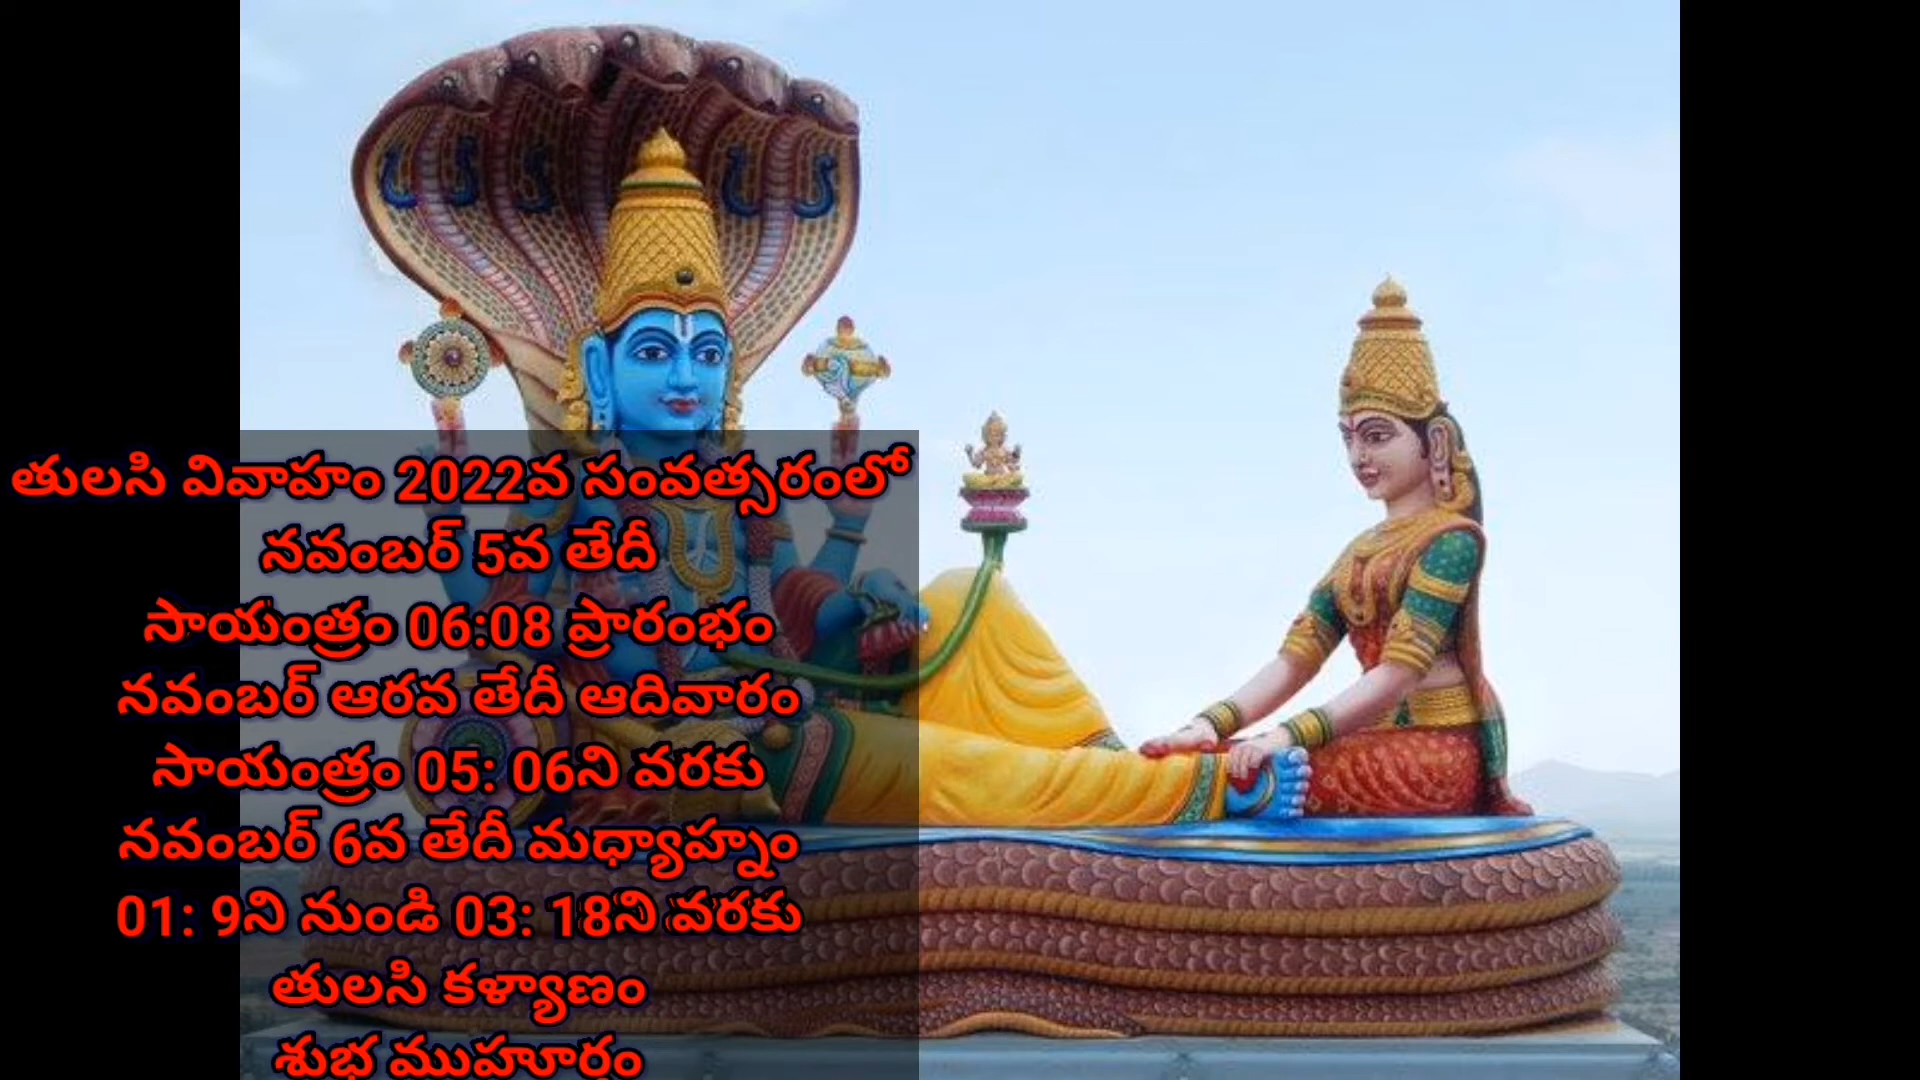 తులసి వివాహం 2022వ సంవత్సరంలో
నవంబర్ 5వ తేదీ
సాయంత్రం 06:08 ప్రారంభం
నవంబర్ ఆరవ తేదీ ఆదివారం
సాయంత్రం 05: 06ని వరకు
నవంబర్ 6వ తేదీ మధ్యాహ్నం
01: 9ని నుండి 03: 18ని వరకు
తులసి కళ్యాణం
శుభ ముహూర్తం